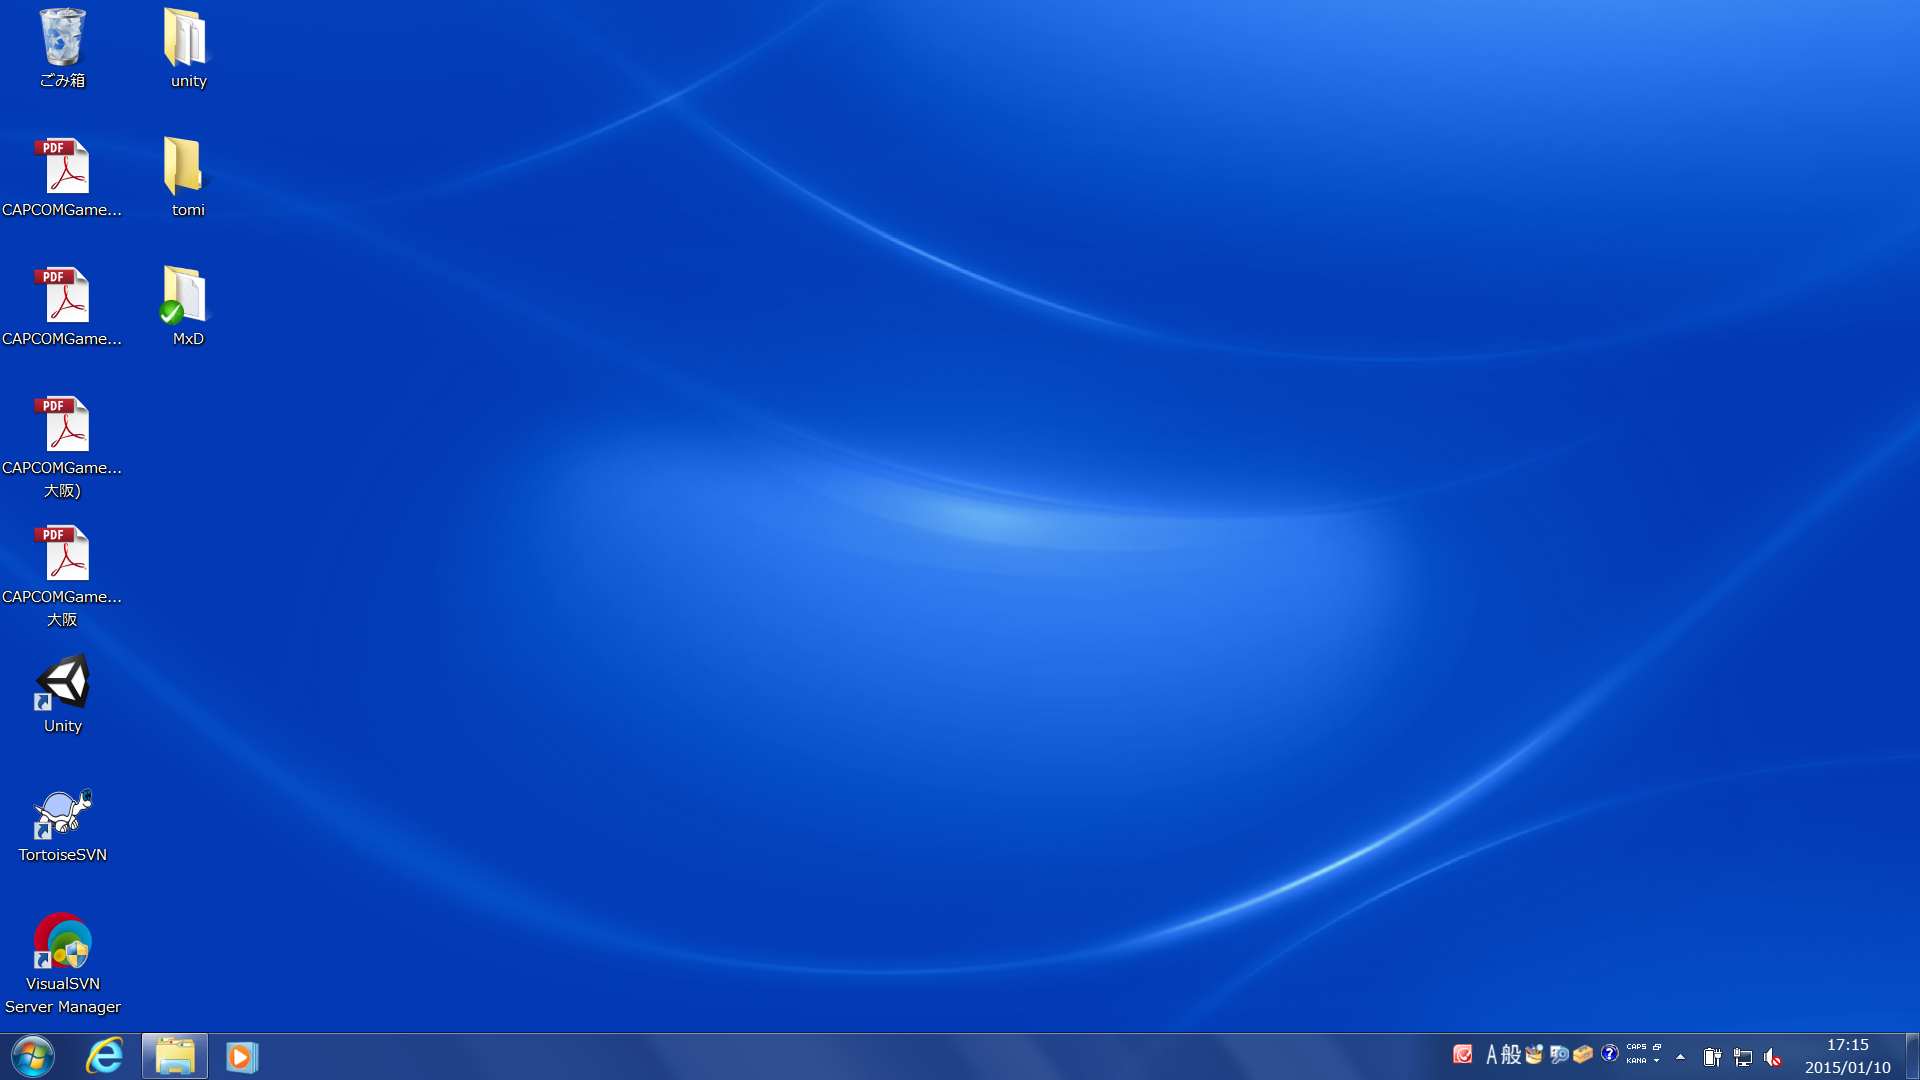 ごみ箱
unity
PDF
CAPCOMGame...
tomi
PDF
CAPCOMGame...
MxD
PDF
CAPCOMGame...
大阪)
PDF
CAPCOMGame...
大阪
Unity
TortoiseSVN
VisualSVN
Server Manager
A 般
CAPS
KANA
17:15
2015/01/10